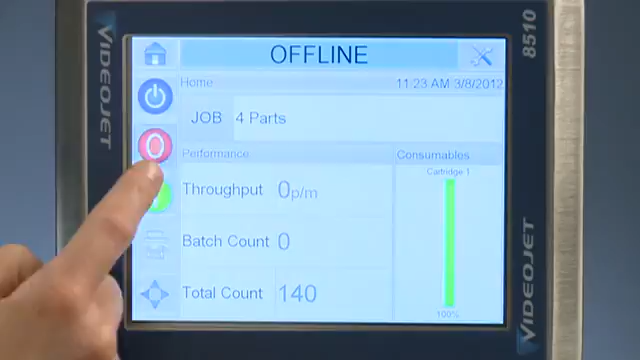 OFFLINE
Home
11:23 AM 3/8/2012
JOB 4 Parts
Performance
Consumables
Cartridge 1
Throughput 0p/m
Batch Count 0
Total Count 140
100%
VIDEOJET
8510
VIDEOJET